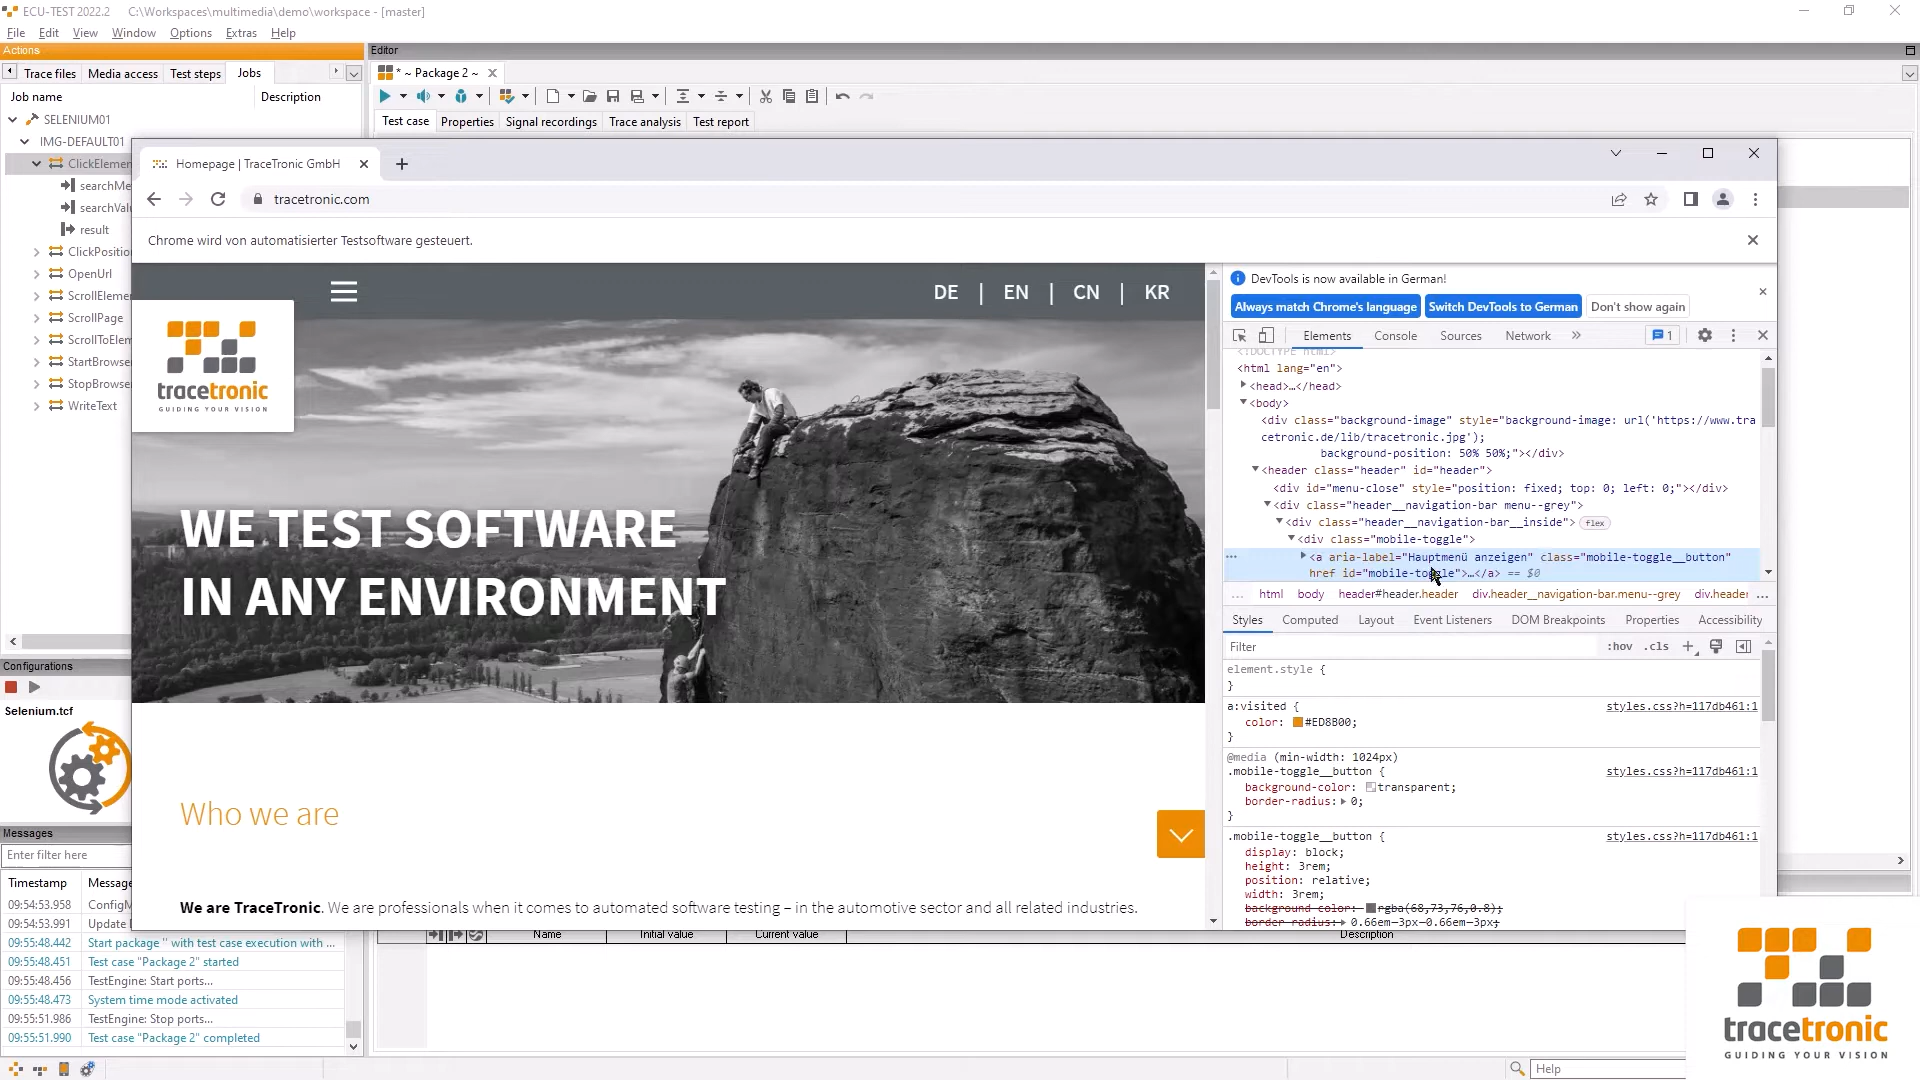 ECU-TEST 2022.2 C:\Workspaces\multimedia\demo\workspace - [master]
File Edit View Window Options Extras Help
Actions
Editor
Trace files Media access Test steps Jobs
* ~ Package 2 ~
Job name Description
Test case Properties Signal recordings Trace analysis Test report
SELENIUM01
IMG-DEFAULT01
ClickElemen
searchMe
searchValu
result
ClickPositio
OpenUrl
ScrollElemen
ScrollPage
ScrollToElem
StartBrowse
StopBrowse
WriteText
Homepage | TraceTronic GmbH
tracetronic.com
Chrome wird von automatisierter Testsoftware gesteuert.
DE | EN | CN | KR
tracetronic
GUIDING YOUR VISION
WE TEST SOFTWARE
IN ANY ENVIRONMENT
Who we are
We are TraceTronic. We are professionals when it comes to automated software testing – in the automotive sector and all related industries.
DevTools is now available in German!
Always match Chrome's language Switch DevTools to German Don't show again
Elements Console Sources Network » 1
<!DOCTYPE html>
<html lang="en">
<head>…</head>
<body>
<div class="background-image" style="background-image: url('https://www.tra
cetronic.de/lib/tracetronic.jpg');
background-position: 50% 50%;"></div>
<header class="header" id="header">
<div id="menu-close" style="position: fixed; top: 0; left: 0;"></div>
<div class="header__navigation-bar menu--grey">
<div class="header__navigation-bar__inside"> flex
<div class="mobile-toggle">
<a aria-label="Hauptmenü anzeigen" class="mobile-toggle__button"
href id="mobile-toggle">…</a> == $0
... html body header#header.header div.header__navigation-bar.menu--grey div.header ...
Styles Computed Layout Event Listeners DOM Breakpoints Properties Accessibility
Filter :hov .cls +
element.style {
}
a:visited { styles.css?h=117db461:1
color: #ED8B00;
}
@media (min-width: 1024px)
.mobile-toggle__button { styles.css?h=117db461:1
background-color: transparent;
border-radius: 0;
}
.mobile-toggle__button { styles.css?h=117db461:1
display: block;
height: 3rem;
position: relative;
width: 3rem;
background-color: rgba(68,73,76,0.8);
border-radius: 0.66em 3px 0.66em 3px;
Configurations
Selenium.tcf
Messages
Enter filter here
Timestamp Message
09:54:53.958 ConfigM
09:54:53.991 Update
09:55:48.442 Start package '' with test case execution with ...
09:55:48.451 Test case "Package 2" started
09:55:48.456 TestEngine: Start ports...
09:55:48.473 System time mode activated
09:55:51.986 TestEngine: Stop ports...
09:55:51.990 Test case "Package 2" completed
Name Initial value Current value Description
Help
tracetronic
GUIDING YOUR VISION